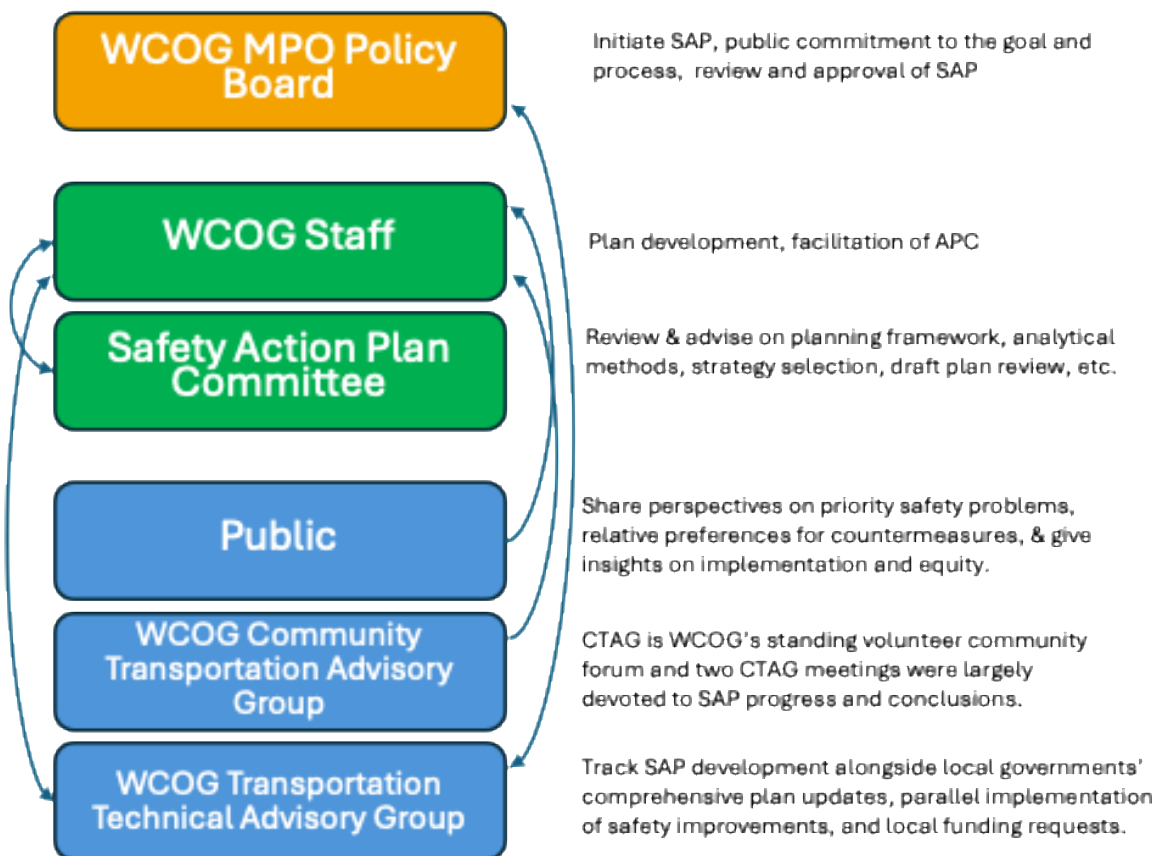 WCOG MPO Policy
Board
Initiate SAP, public commitment to the goal and
process, review and approval of SAP
WCOG Staff
Plan development, facilitation of APC
Safety Action Plan
Committee
Review & advise on planning framework, analytical
methods, strategy selection, draft plan review, etc.
Public
Share perspectives on priority safety problems,
relative preferences for countermeasures, & give
insights on implementation and equity.
WCOG Community
Transportation Advisory
Group
CTAG is WCOG's standing volunteer community
forum and two CTAG meetings were largely
devoted to SAP progress and conclusions.
WCOG Transportation
Technical Advisory Group
Track SAP development alongside local governments'
comprehensive plan updates, parallel implementation
of safety improvements, and local funding requests.